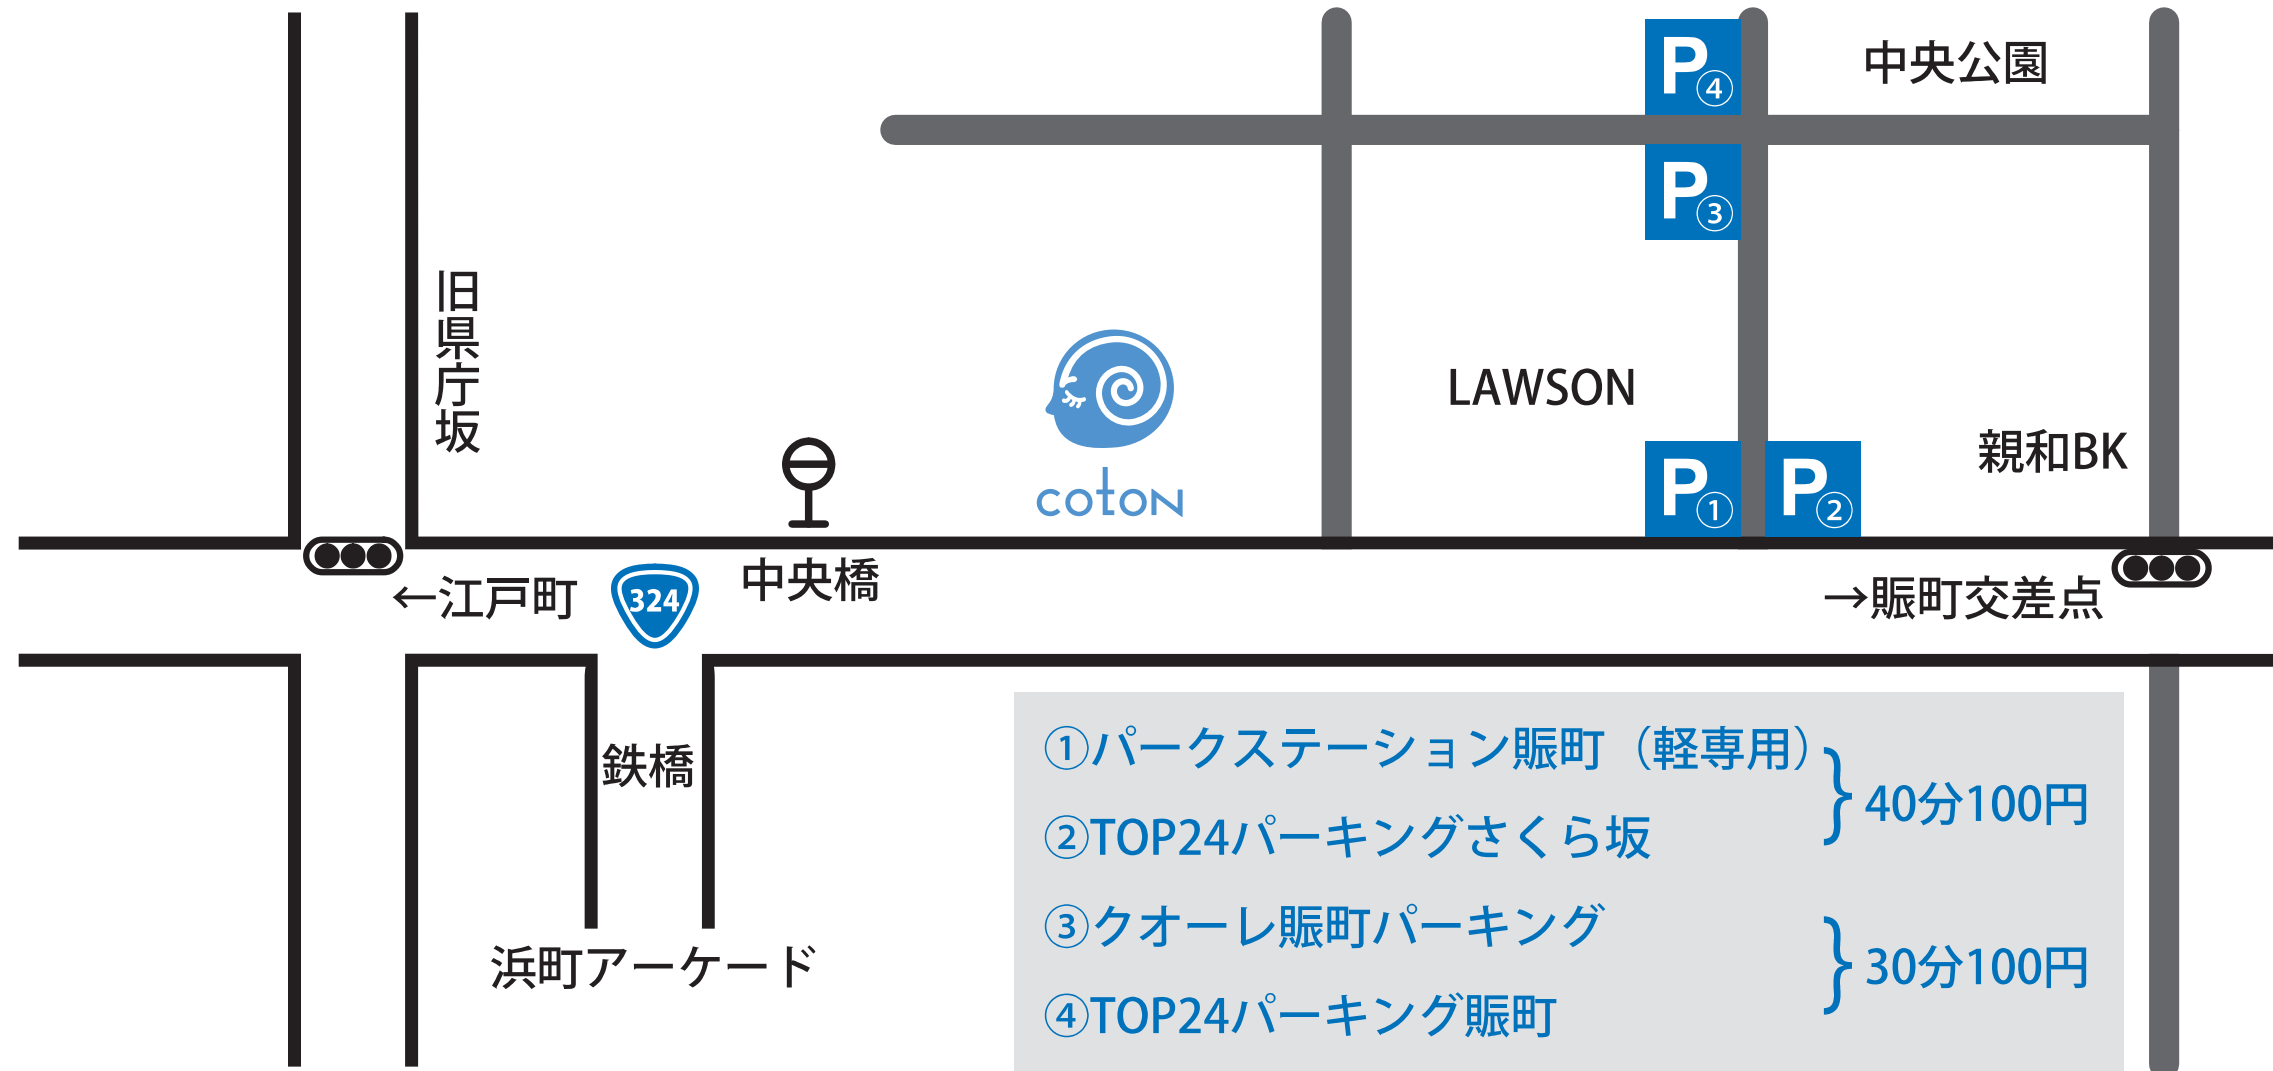 P④
中央公園
P③
旧県庁坂
LAWSON
親和BK
coton
P①
P②
中央橋
←江戸町
324
→賑町交差点
鉄橋
浜町アーケード
①パークステーション賑町（軽専用）
②TOP24パーキングさくら坂
} 40分100円
③クオーレ賑町パーキング
④TOP24パーキング賑町
} 30分100円